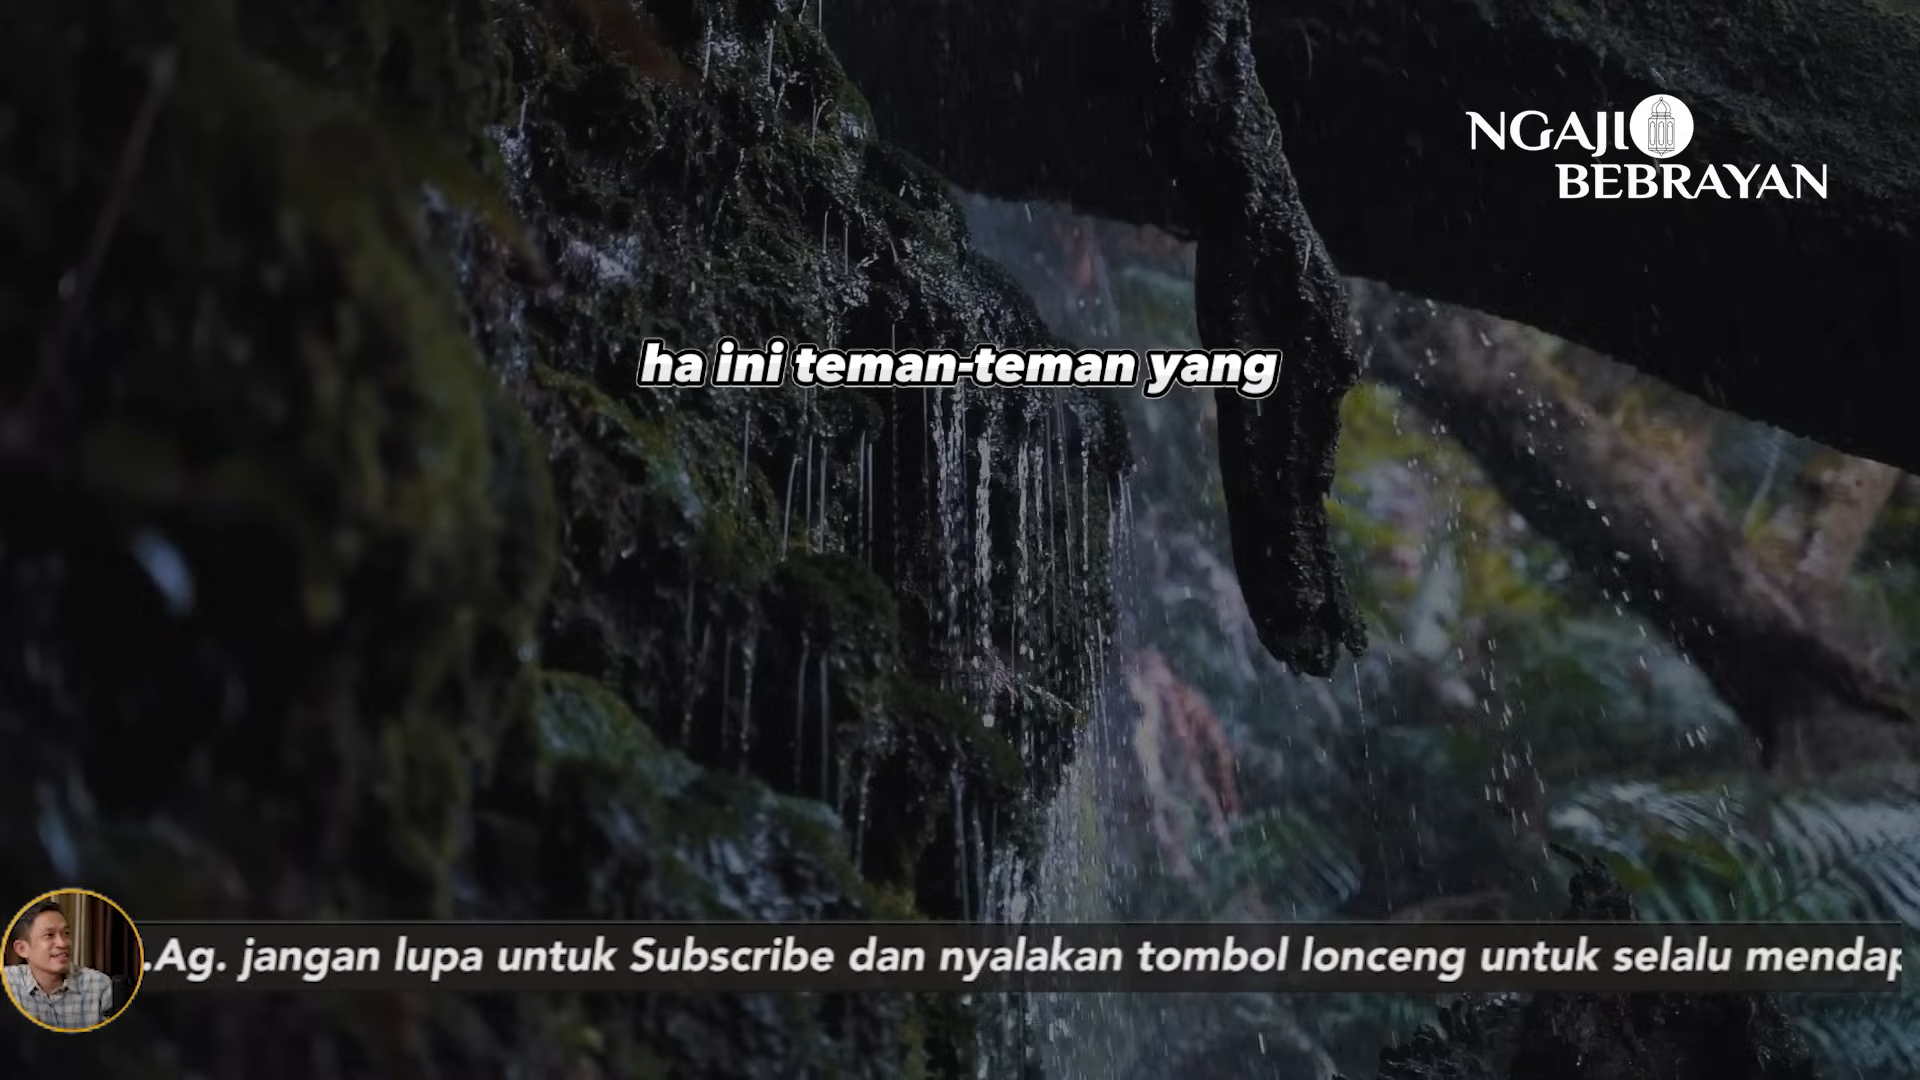 NGAJI
BEBRAYAN
ha ini teman-teman yang
.Ag. jangan lupa untuk Subscribe dan nyalakan tombol lonceng untuk selalu mendap